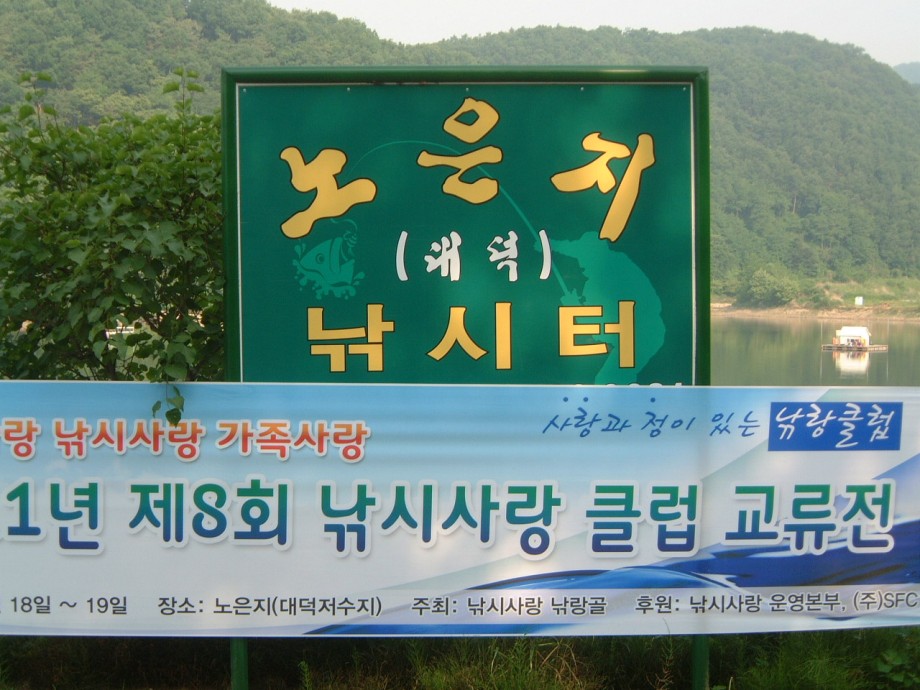 노은지
(대덕)
낚시터
사랑과 정이 있는 낚랑클럽
랑 낚시사랑 가족사랑
1년 제8회 낚시사랑 클럽 교류전
18일 ~ 19일 장소: 노은지(대덕저수지) 주최: 낚시사랑 낚랑골 후원: 낚시사랑 운영본부, (주)SFC